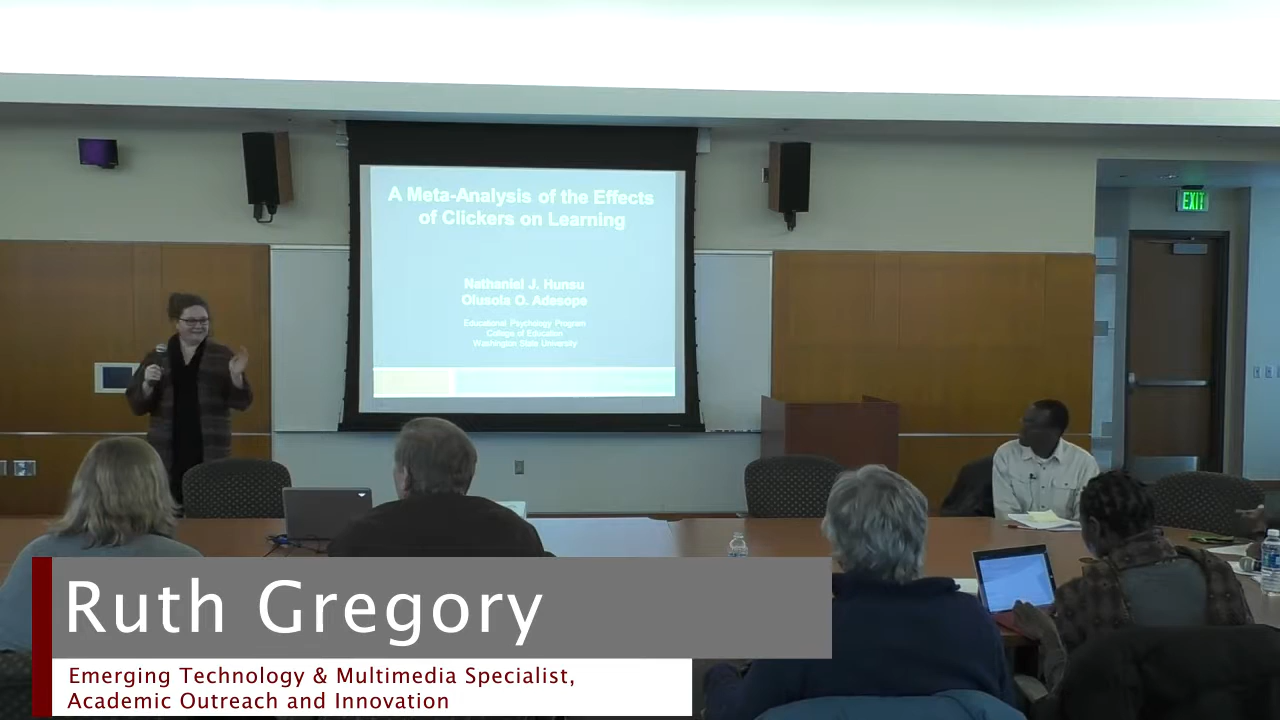 EXIT
A Meta-Analysis of the Effects
of Clickers on Learning
Nathaniel J. Hunsu
Olusola O. Adesope
Educational Psychology Program
College of Education
Washington State University
Ruth Gregory
Emerging Technology & Multimedia Specialist,
Academic Outreach and Innovation